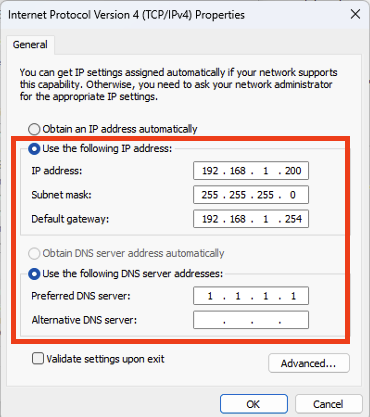 Internet Protocol Version 4 (TCP/IPv4) Properties
General
You can get IP settings assigned automatically if your network supports
this capability. Otherwise, you need to ask your network administrator
for the appropriate IP settings.
Obtain an IP address automatically
Use the following IP address:
IP address: 192 . 168 . 1 . 200
Subnet mask: 255 . 255 . 255 . 0
Default gateway: 192 . 168 . 1 . 254
Obtain DNS server address automatically
Use the following DNS server addresses:
Preferred DNS server: 1 . 1 . 1 . 1
Alternative DNS server: . . .
Validate settings upon exit
Advanced...
OK Cancel